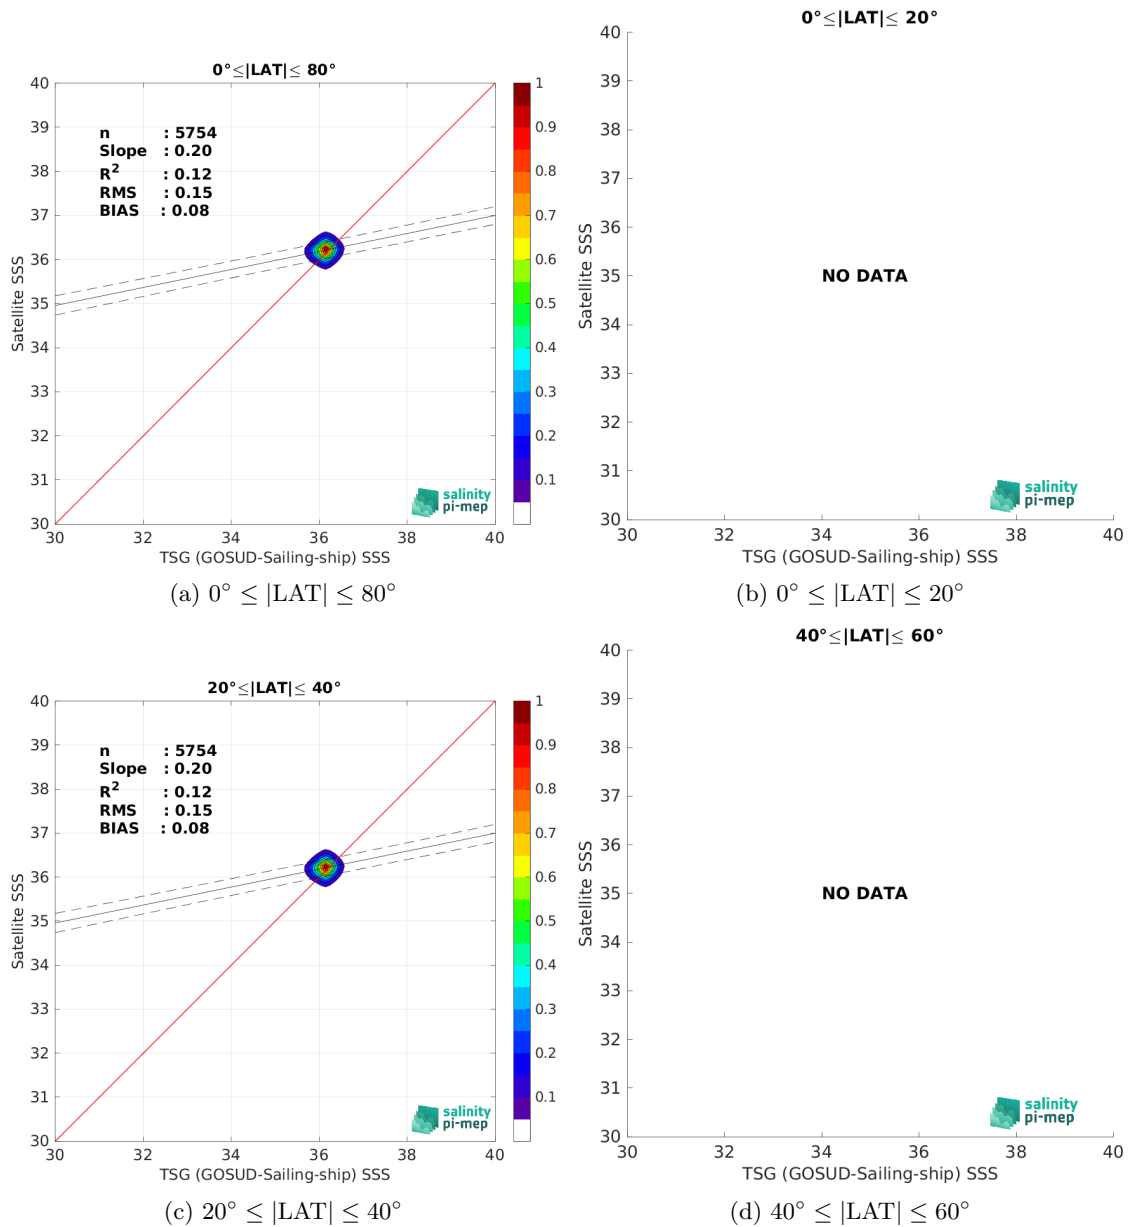 0°≤|LAT|≤ 80°
40
39
38
37
36
35
34
33
32
31
30
Satellite SSS
n : 5754
Slope : 0.20
R² : 0.12
RMS : 0.15
BIAS : 0.08
salinity
pi-mep
30 32 34 36 38 40
TSG (GOSUD-Sailing-ship) SSS
1
0.9
0.8
0.7
0.6
0.5
0.4
0.3
0.2
0.1
(a) 0° ≤ |LAT| ≤ 80°
0°≤|LAT|≤ 20°
40
39
38
37
36
35
34
33
32
31
30
Satellite SSS
NO DATA
salinity
pi-mep
30 32 34 36 38 40
TSG (GOSUD-Sailing-ship) SSS
(b) 0° ≤ |LAT| ≤ 20°
20°≤|LAT|≤ 40°
40
39
38
37
36
35
34
33
32
31
30
Satellite SSS
n : 5754
Slope : 0.20
R² : 0.12
RMS : 0.15
BIAS : 0.08
salinity
pi-mep
30 32 34 36 38 40
TSG (GOSUD-Sailing-ship) SSS
1
0.9
0.8
0.7
0.6
0.5
0.4
0.3
0.2
0.1
(c) 20° ≤ |LAT| ≤ 40°
40°≤|LAT|≤ 60°
40
39
38
37
36
35
34
33
32
31
30
Satellite SSS
NO DATA
salinity
pi-mep
30 32 34 36 38 40
TSG (GOSUD-Sailing-ship) SSS
(d) 40° ≤ |LAT| ≤ 60°